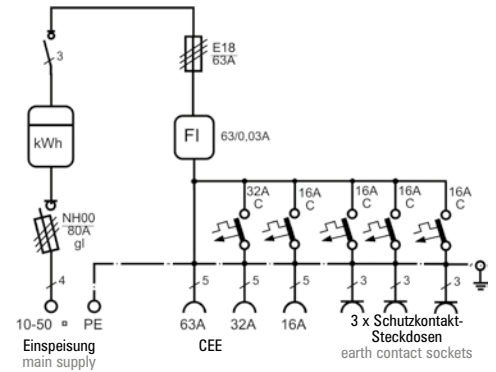 3
E18
63A
kWh
FI
63/0,03A
NH00
80A
gl
32A
C
16A
C
16A
C
16A
C
16A
C
4
5
5
5
3
3
3
10-50 ¤
PE
63A
32A
16A
3 x Schutzkontakt-
Steckdosen
earth contact sockets
Einspeisung
main supply
CEE